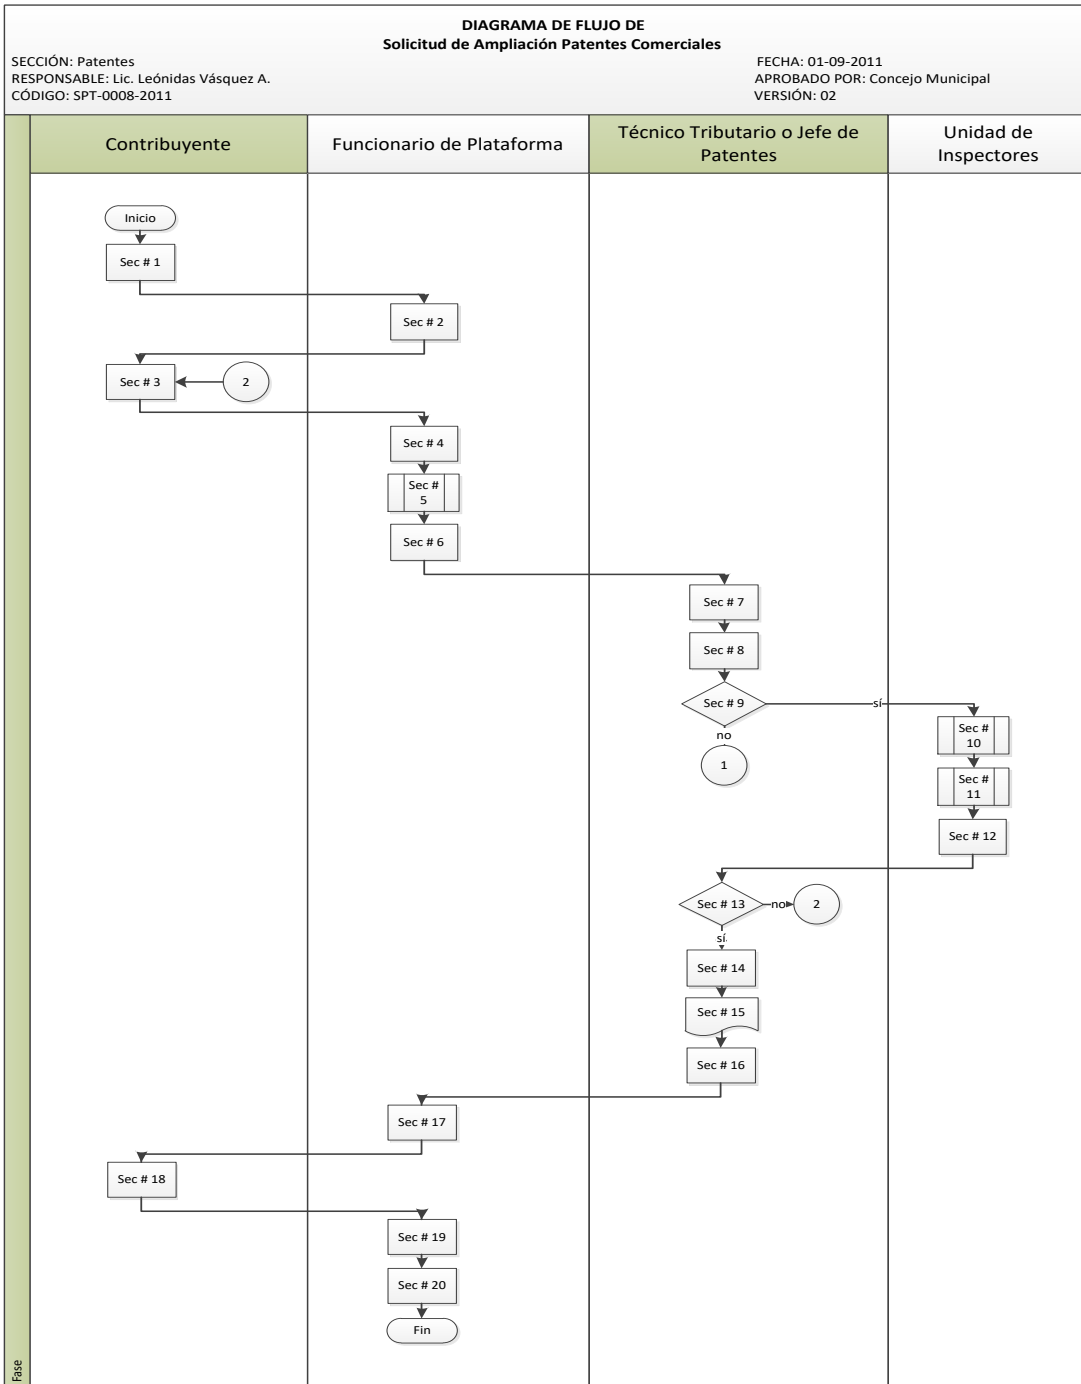 DIAGRAMA DE FLUJO DE
Solicitud de Ampliación Patentes Comerciales
SECCIÓN: Patentes
RESPONSABLE: Lic. Leónidas Vásquez A.
CÓDIGO: SPT-0008-2011
FECHA: 01-09-2011
APROBADO POR: Concejo Municipal
VERSIÓN: 02
Contribuyente
Funcionario de Plataforma
Técnico Tributario o Jefe de
Patentes
Unidad de
Inspectores
Inicio
Sec # 1
Sec # 2
Sec # 3
2
Sec # 4
Sec #
5
Sec # 6
Sec # 7
Sec # 8
Sec # 9
sí
no
1
Sec #
10
Sec #
11
Sec # 12
Sec # 13
no
2
sí
Sec # 14
Sec # 15
Sec # 16
Sec # 17
Sec # 18
Sec # 19
Sec # 20
Fin
Fase